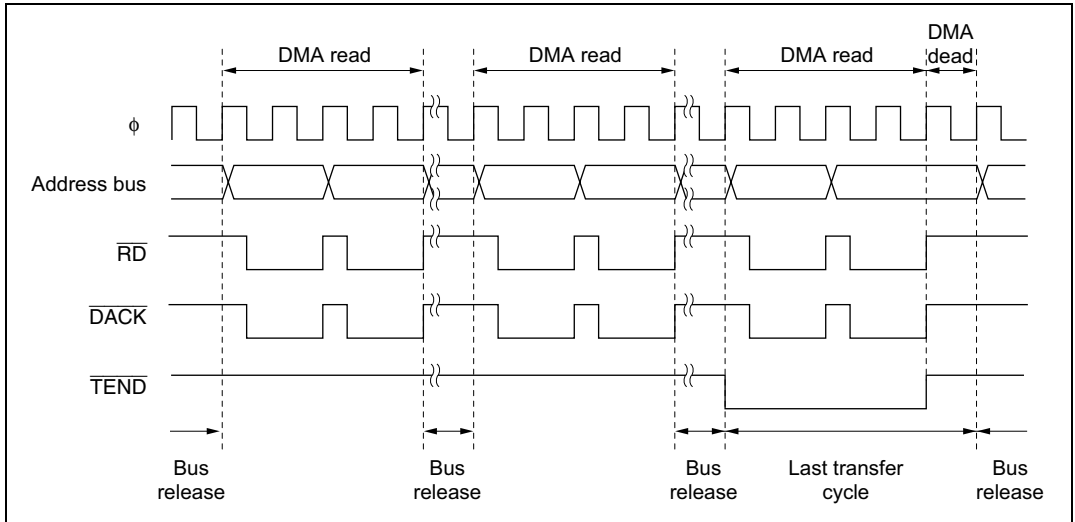 DMA read
DMA read
DMA read
DMA
dead
ϕ
Address bus
RD
DACK
TEND
Bus
release
Bus
release
Bus
release
Last transfer
cycle
Bus
release